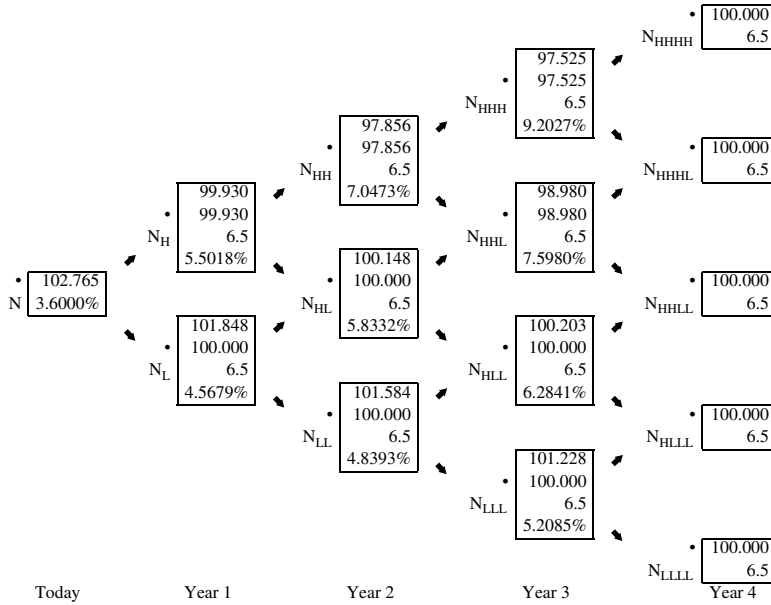 • 102.765
N 3.6000%
99.930
• 99.930
N_H 6.5
5.5018%
101.848
• 100.000
N_L 6.5
4.5679%
97.856
• 97.856
N_HH 6.5
7.0473%
100.148
• 100.000
N_HL 6.5
5.8332%
101.584
• 100.000
N_LL 6.5
4.8393%
97.525
• 97.525
N_HHH 6.5
9.2027%
98.980
• 98.980
N_HHL 6.5
7.5980%
100.203
• 100.000
N_HLL 6.5
6.2841%
101.228
• 100.000
N_LLL 6.5
5.2085%
• 100.000
N_HHHH 6.5
• 100.000
N_HHHL 6.5
• 100.000
N_HHLL 6.5
• 100.000
N_HLLL 6.5
• 100.000
N_LLLL 6.5
Today Year 1 Year 2 Year 3 Year 4